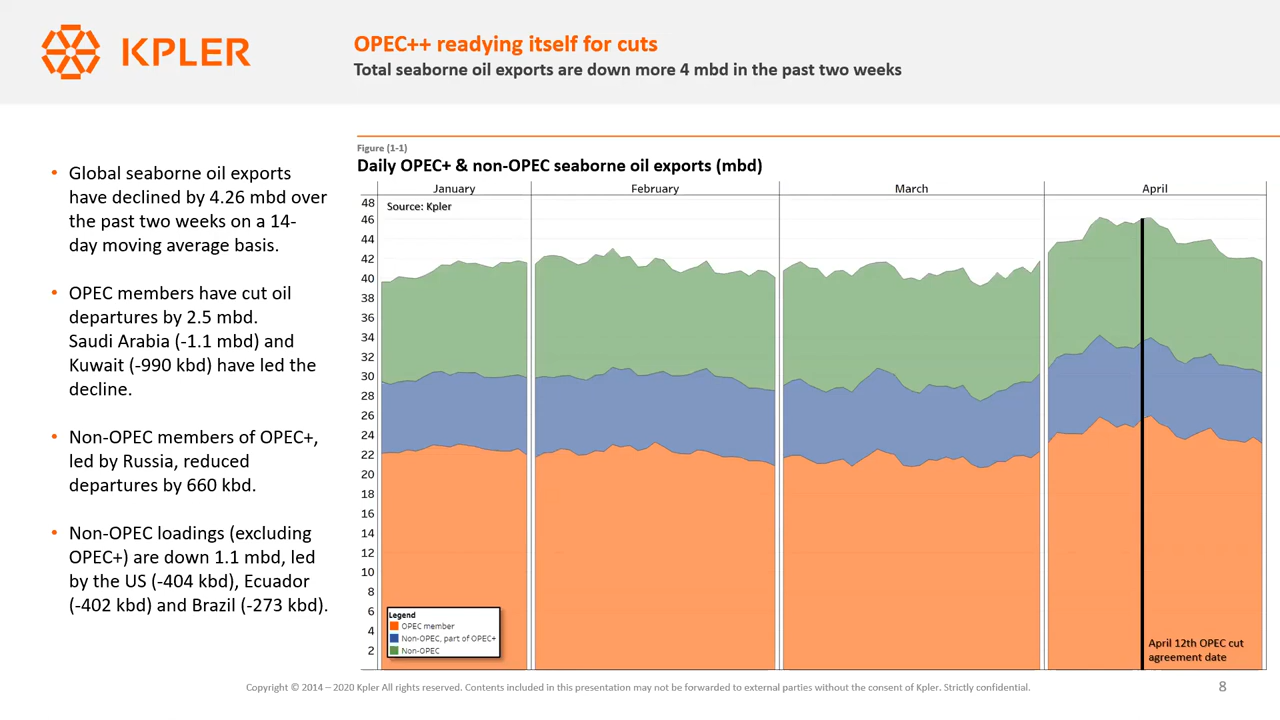 KPLER
OPEC++ readying itself for cuts
Total seaborne oil exports are down more 4 mbd in the past two weeks
• Global seaborne oil exports
have declined by 4.26 mbd over
the past two weeks on a 14-
day moving average basis.
• OPEC members have cut oil
departures by 2.5 mbd.
Saudi Arabia (-1.1 mbd) and
Kuwait (-990 kbd) have led the
decline.
• Non-OPEC members of OPEC+,
led by Russia, reduced
departures by 660 kbd.
• Non-OPEC loadings (excluding
OPEC+) are down 1.1 mbd, led
by the US (-404 kbd), Ecuador
(-402 kbd) and Brazil (-273 kbd).
Figure (1-1)
Daily OPEC+ & non-OPEC seaborne oil exports (mbd)
January February March April
Source: Kpler
48
46
44
42
40
38
36
34
32
30
28
26
24
22
20
18
16
14
12
10
8
6
4
2
Legend
OPEC member
Non-OPEC, part of OPEC+
Non-OPEC
April 12th OPEC cut
agreement date
Copyright © 2014 – 2020 Kpler All rights reserved. Contents included in this presentation may not be forwarded to external parties without the consent of Kpler. Strictly confidential.
8